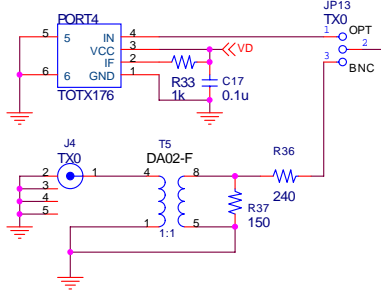 JP13
PORT4
TX0
5 5 IN 4
1 OPT
VCC 3 VD
2
IF 2
3 BNC
6 6 GND 1
R33
C17
TOTX176
1k
0.1u
J4
T5
TX0
DA02-F
R36
2 1 4 8
3
240
4
R37
5 1 5
150
1:1